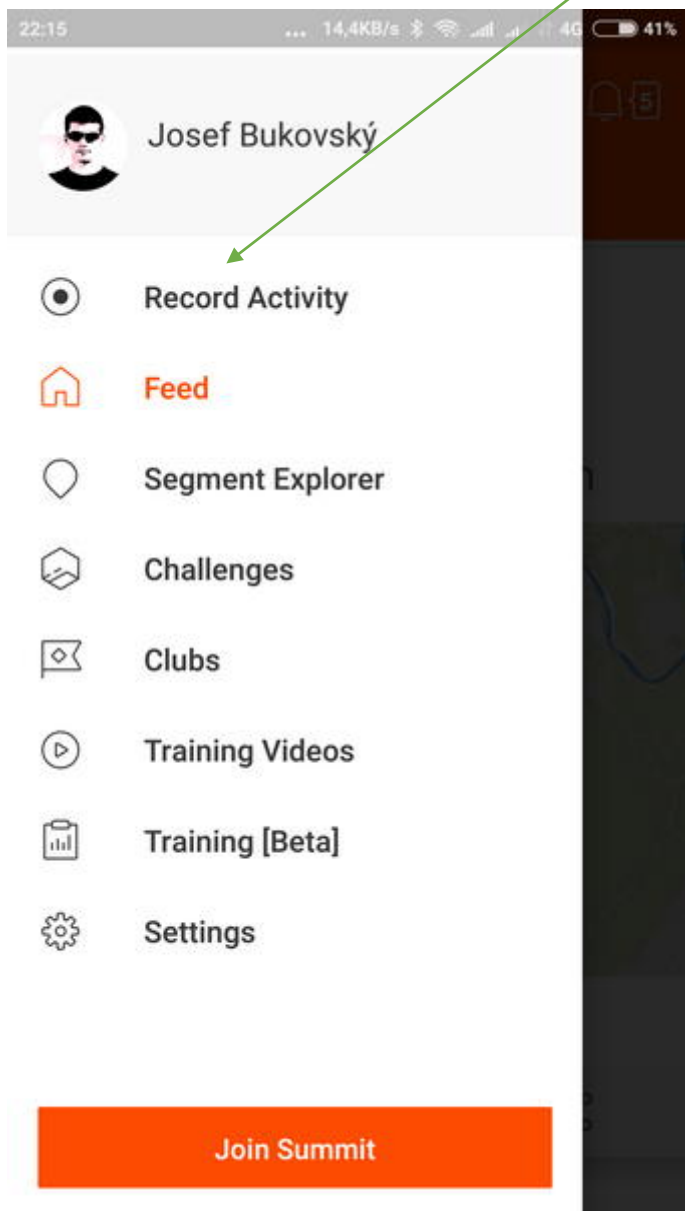 22:15 ... 14,4KB/s 4G 41%
5
Josef Bukovský
Record Activity
Feed
Segment Explorer
Challenges
Clubs
Training Videos
Training [Beta]
Settings
Join Summit